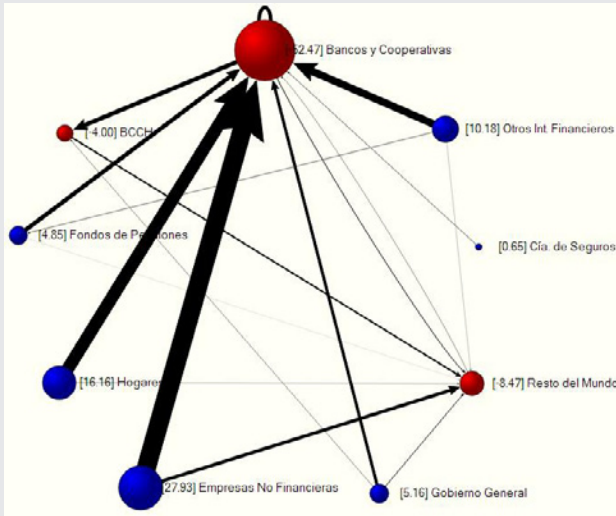 [-52.47] Bancos y Cooperativas
[-4.00] BCCH
[10.18] Otros Int. Financieros
[4.85] Fondos de Pensiones
[0.65] Cía. de Seguros
[16.16] Hogares
[-8.47] Resto del Mundo
[27.93] Empresas No Financieras
[5.16] Gobierno General